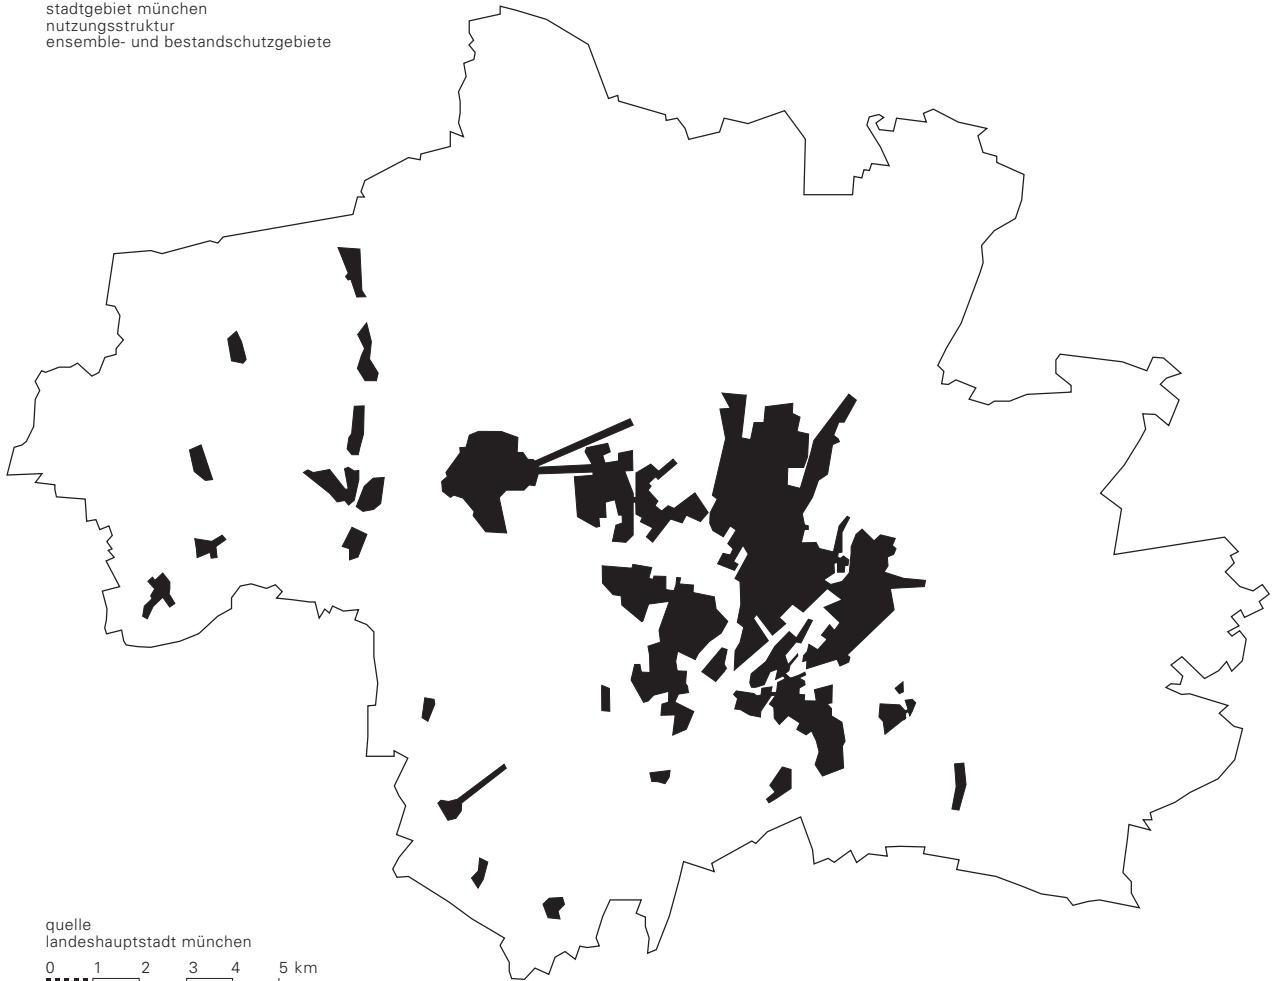 stadtgebiet münchen
nutzungsstruktur
ensemble- und bestandschutzgebiete
quelle
landeshauptstadt münchen
0 1 2 3 4 5 km